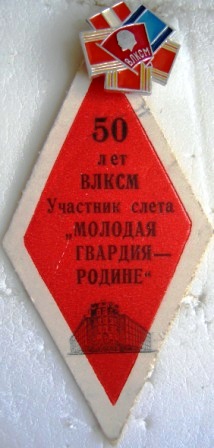 ВЛКСМ
50
лет
ВЛКСМ
Участник слета
„МОЛОДАЯ
ГВАРДИЯ—
РОДИНЕ“